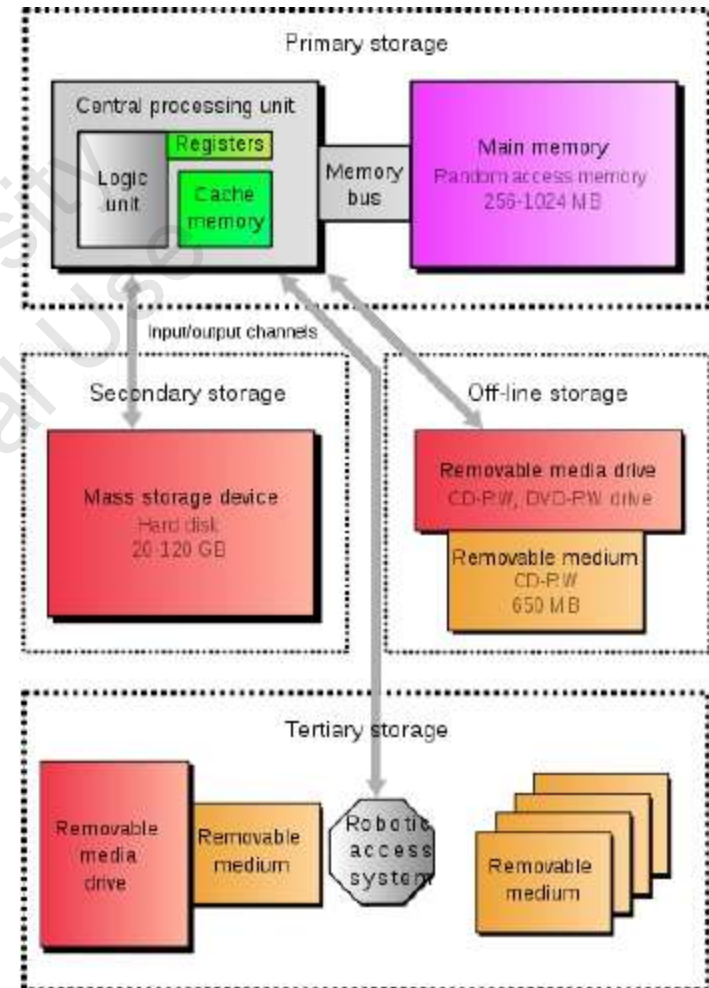 Primary storage
Central processing unit
Registers
Logic
unit
Cache
memory
Memory
bus
Main memory
Random access memory
256-1024 MB
Input/output channels
Secondary storage
Mass storage device
Hard disk
20-120 GB
Off-line storage
Removable media drive
CD-RW, DVD-RW drive
Removable medium
CD-RW
650 MB
Tertiary storage
Removable
media
drive
Removable
medium
Robotic
access
system
Removable
medium